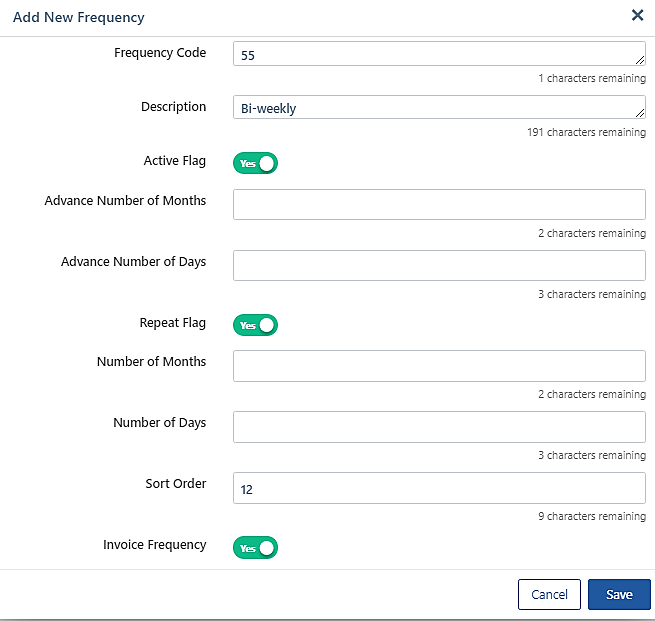 Add New Frequency
Frequency Code
55
1 characters remaining
Description
Bi-weekly
191 characters remaining
Active Flag
Yes
Advance Number of Months
2 characters remaining
Advance Number of Days
3 characters remaining
Repeat Flag
Yes
Number of Months
2 characters remaining
Number of Days
3 characters remaining
Sort Order
12
9 characters remaining
Invoice Frequency
Yes
Cancel
Save